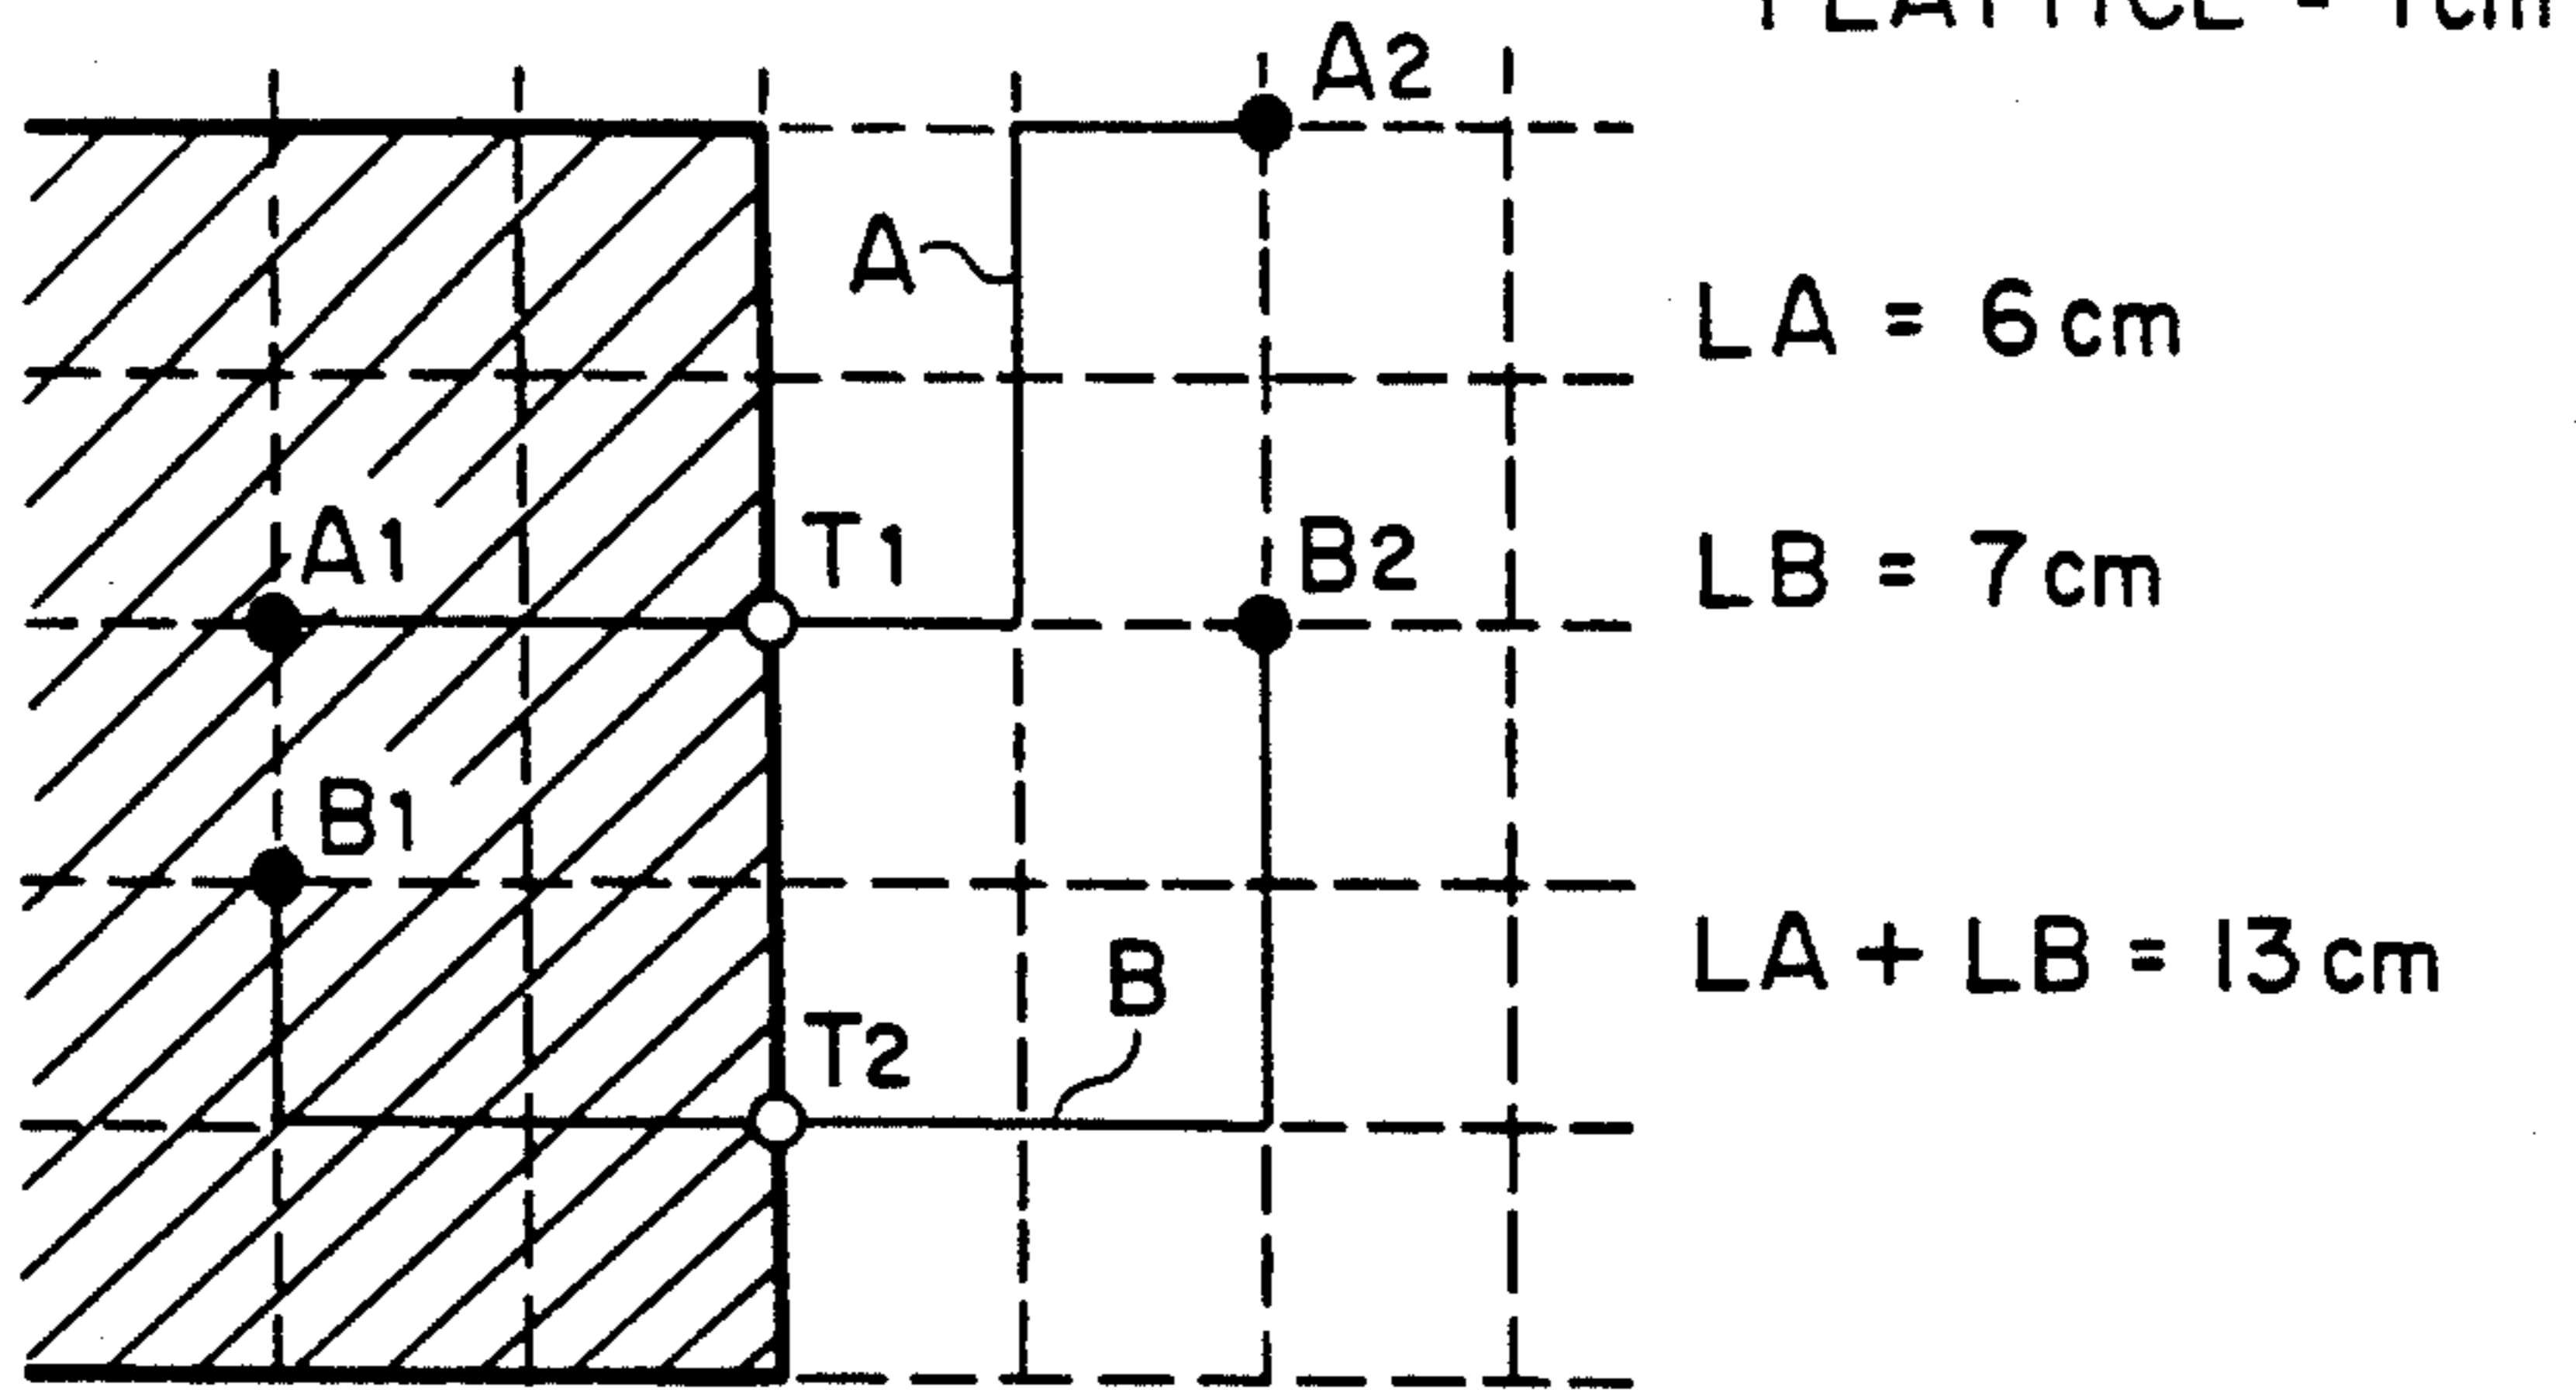 1 LATTICE = 1cm
A2
A
LA = 6cm
A1
T1
B2
LB = 7cm
B1
B
LA + LB = 13cm
T2